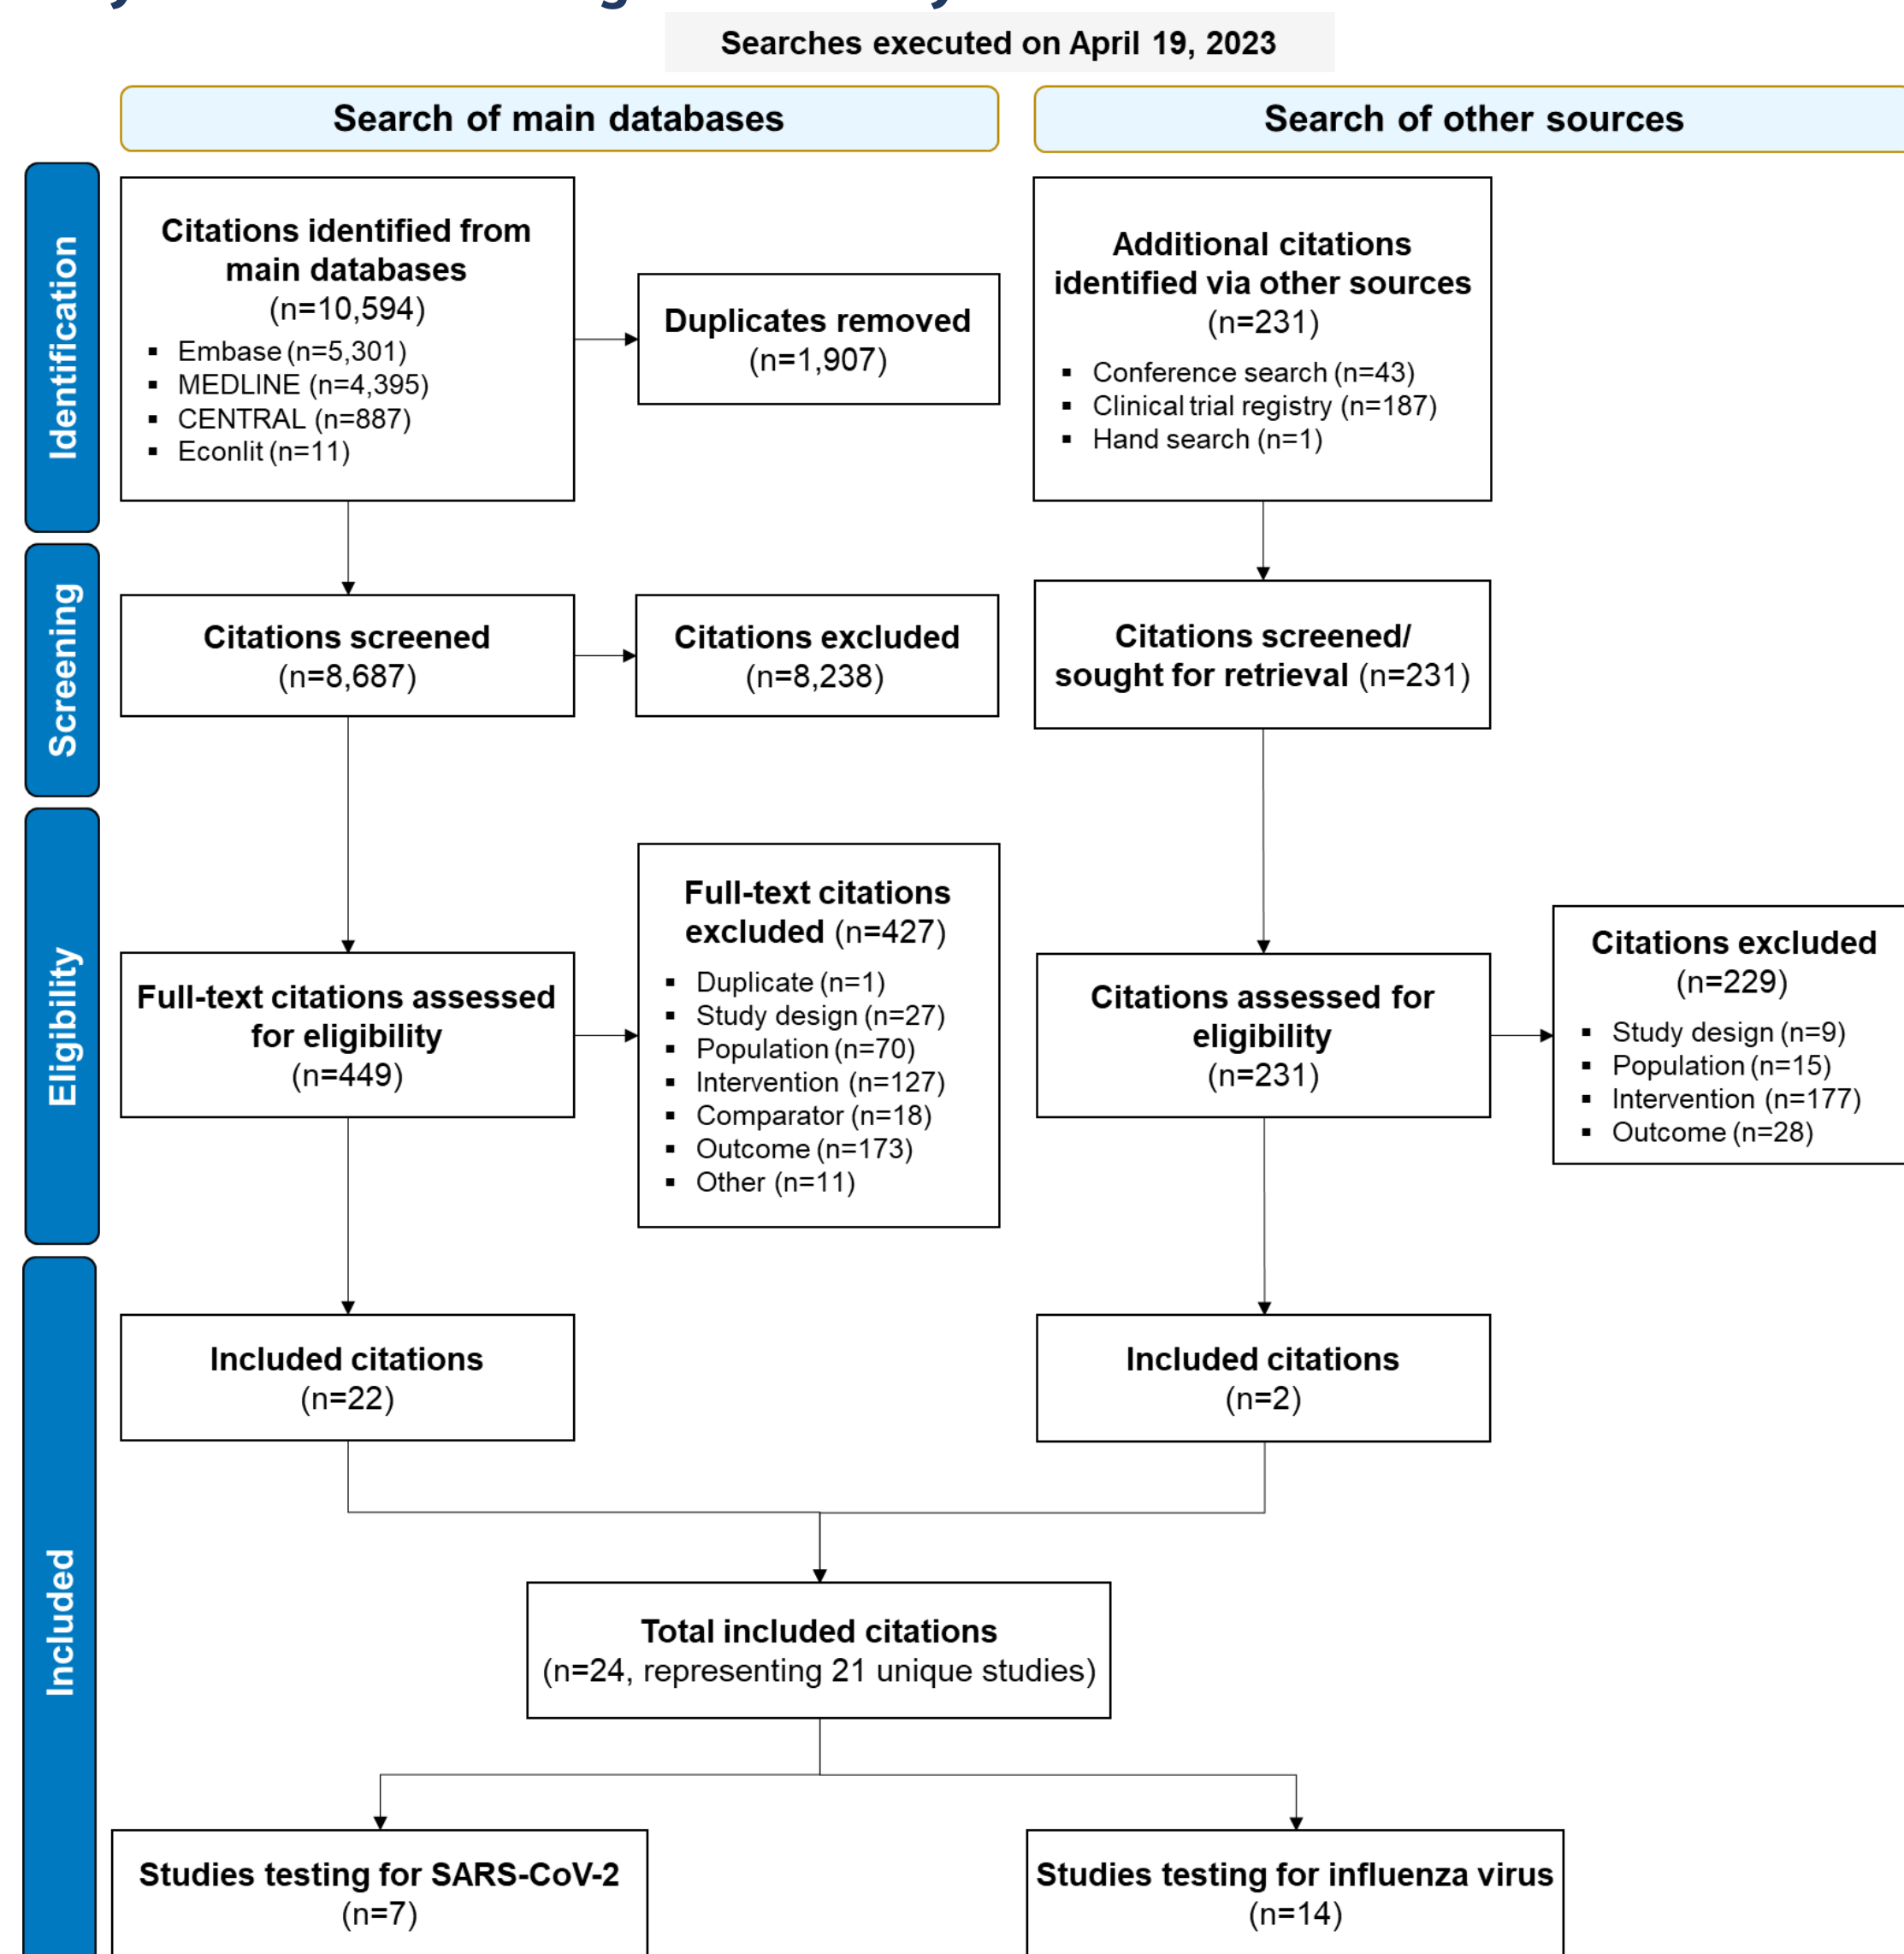 Searches executed on April 19, 2023
Search of main databases
Search of other sources
Identification
Citations identified from
main databases
(n=10,594)
▪ Embase (n=5,301)
▪ MEDLINE (n=4,395)
▪ CENTRAL (n=887)
▪ Econlit (n=11)
Duplicates removed
(n=1,907)
Additional citations
identified via other sources
(n=231)
▪ Conference search (n=43)
▪ Clinical trial registry (n=187)
▪ Hand search (n=1)
Screening
Citations screened
(n=8,687)
Citations excluded
(n=8,238)
Citations screened/
sought for retrieval (n=231)
Eligibility
Full-text citations assessed
for eligibility
(n=449)
Full-text citations
excluded (n=427)
▪ Duplicate (n=1)
▪ Study design (n=27)
▪ Population (n=70)
▪ Intervention (n=127)
▪ Comparator (n=18)
▪ Outcome (n=173)
▪ Other (n=11)
Citations assessed for
eligibility
(n=231)
Citations excluded
(n=229)
▪ Study design (n=9)
▪ Population (n=15)
▪ Intervention (n=177)
▪ Outcome (n=28)
Included
Included citations
(n=22)
Included citations
(n=2)
Total included citations
(n=24, representing 21 unique studies)
Studies testing for SARS-CoV-2
(n=7)
Studies testing for influenza virus
(n=14)